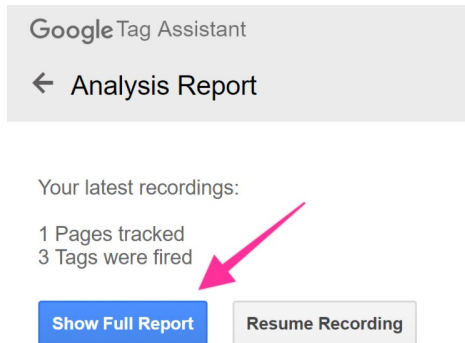 Google Tag Assistant
Analysis Report
Your latest recordings:
1 Pages tracked
3 Tags were fired
Show Full Report
Resume Recording